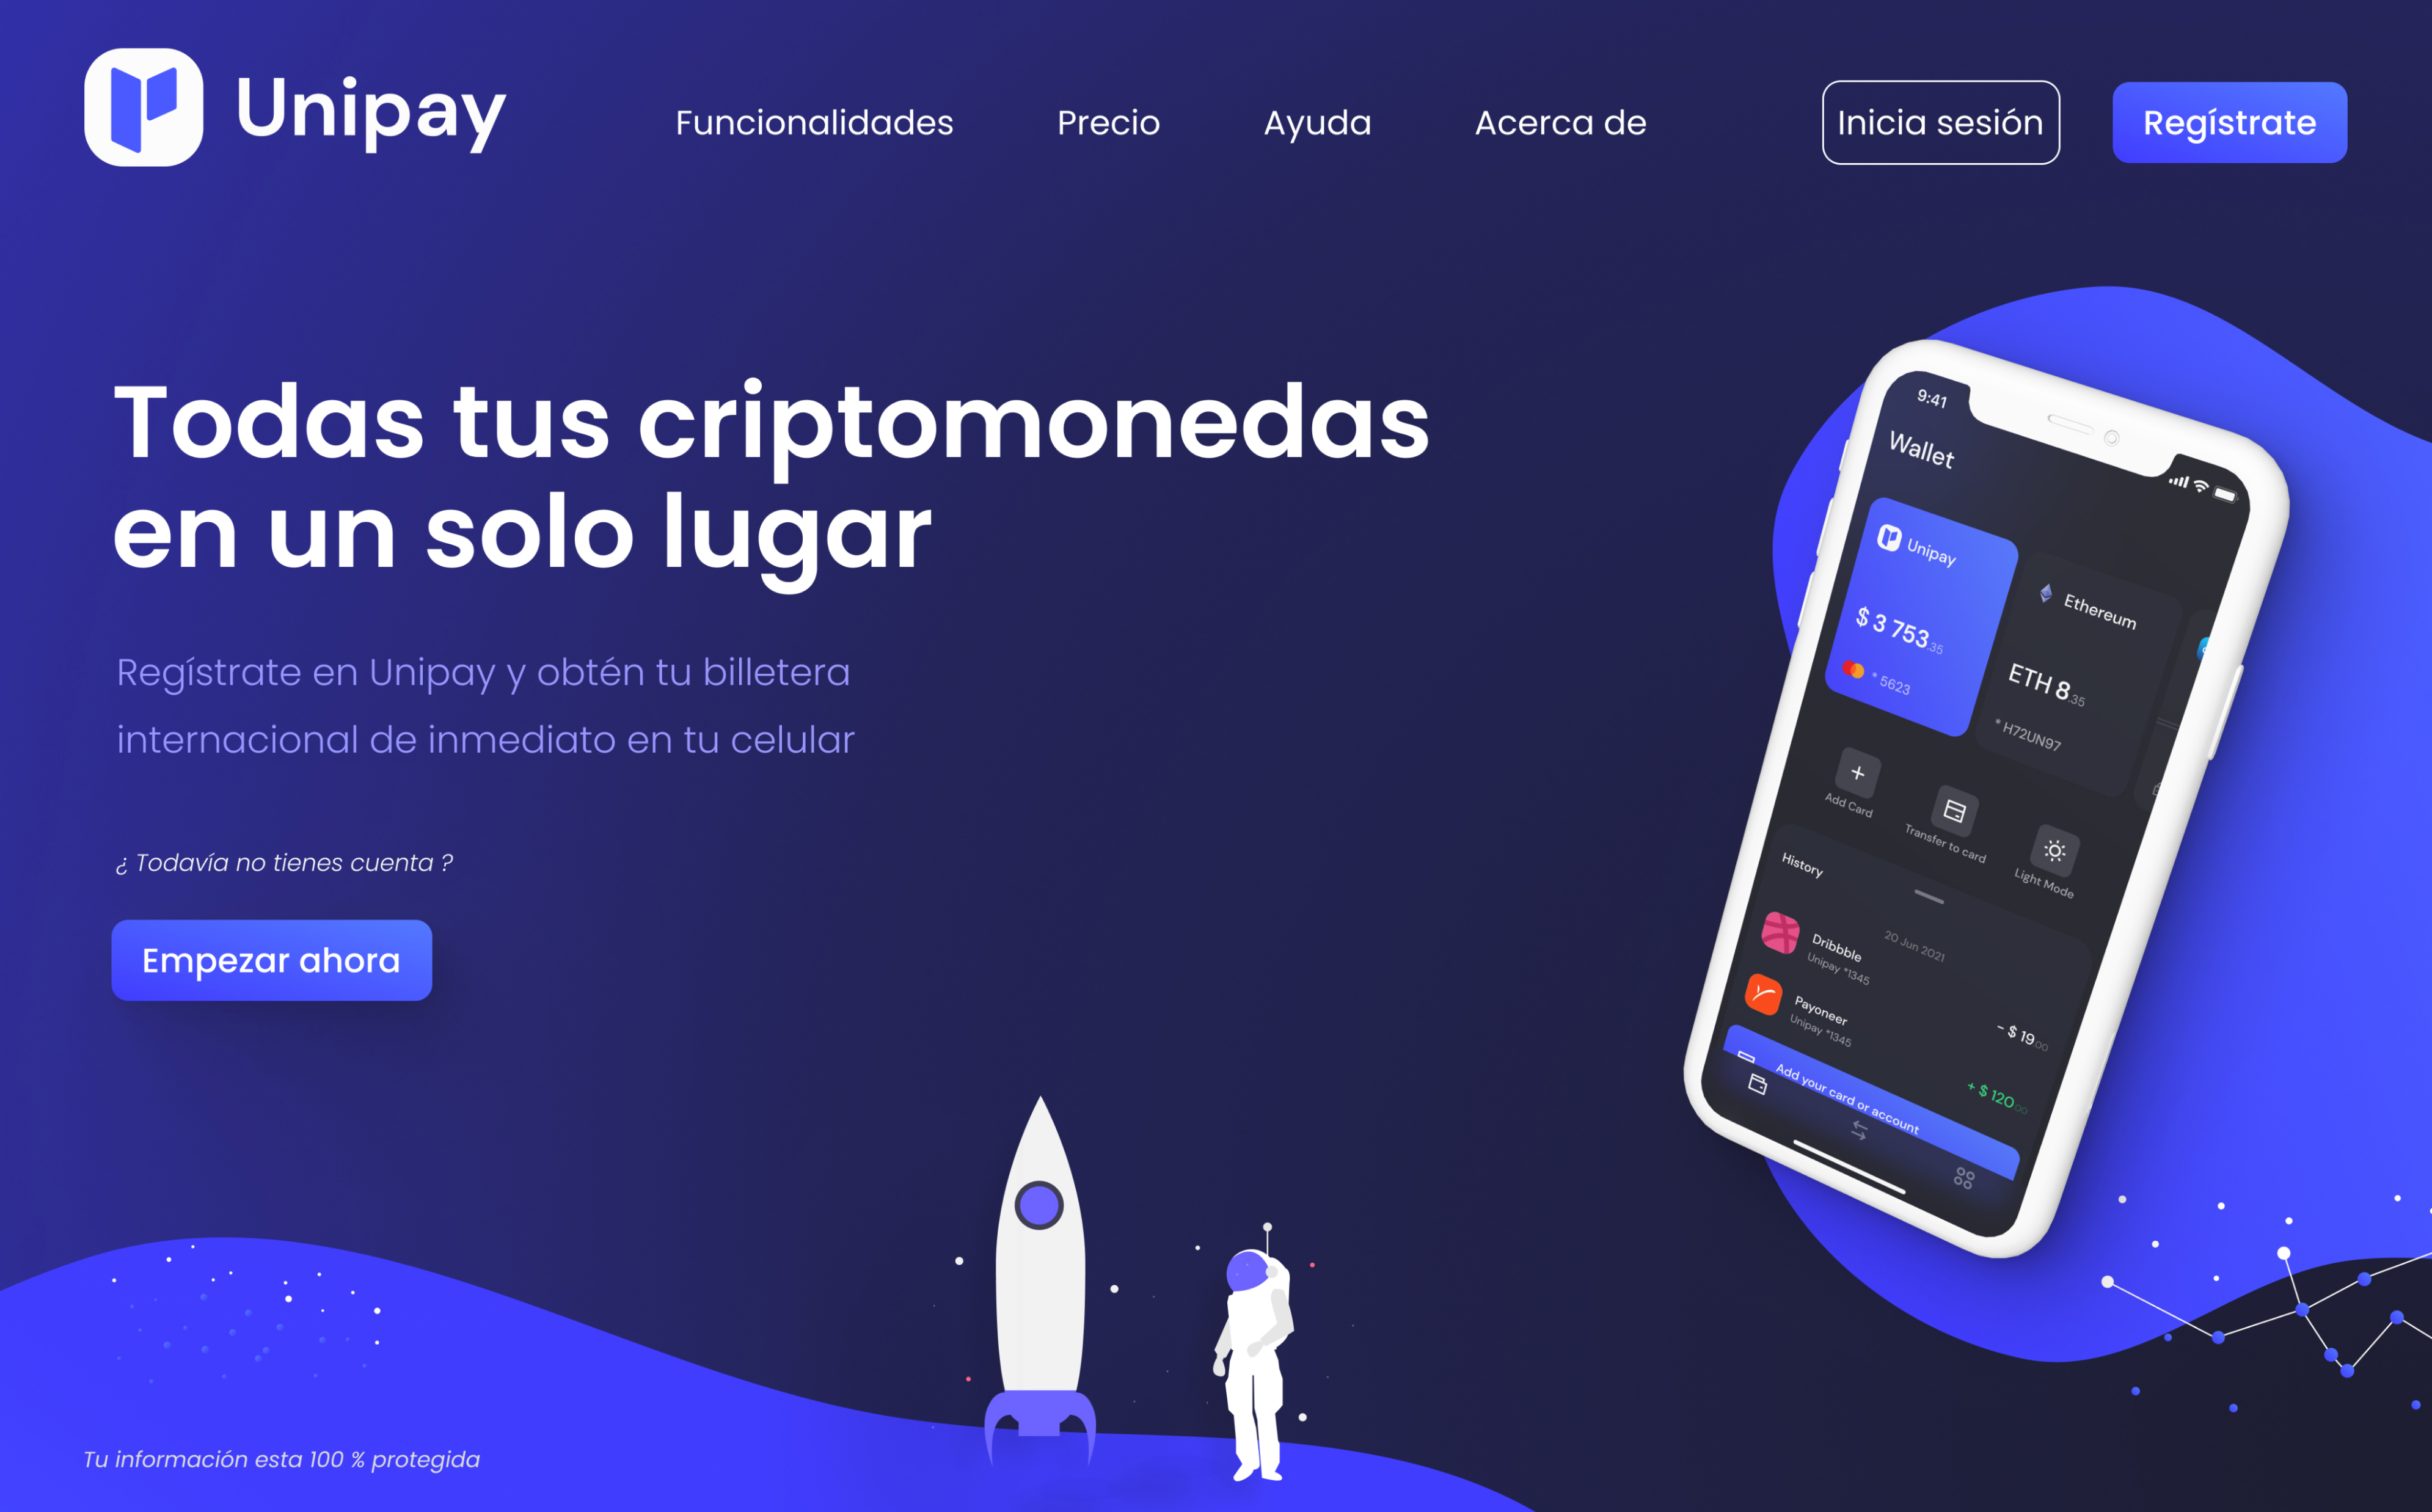 Unipay
Funcionalidades
Precio
Ayuda
Acerca de
Inicia sesión
Regístrate
Todas tus criptomonedas
en un solo lugar
Regístrate en Unipay y obtén tu billetera
internacional de inmediato en tu celular
¿ Todavía no tienes cuenta ?
Empezar ahora
Tu información esta 100 % protegida
9:41
Wallet
Unipay
$ 3 753.35
* 5623
Ethereum
ETH 8.35
* H72UN97
Add Card
Transfer to card
Light Mode
History
20 Jun 2021
Dribbble
Unipay *1345
- $ 19.00
Payoneer
Unipay *1345
+ $ 120.00
Add your card or account